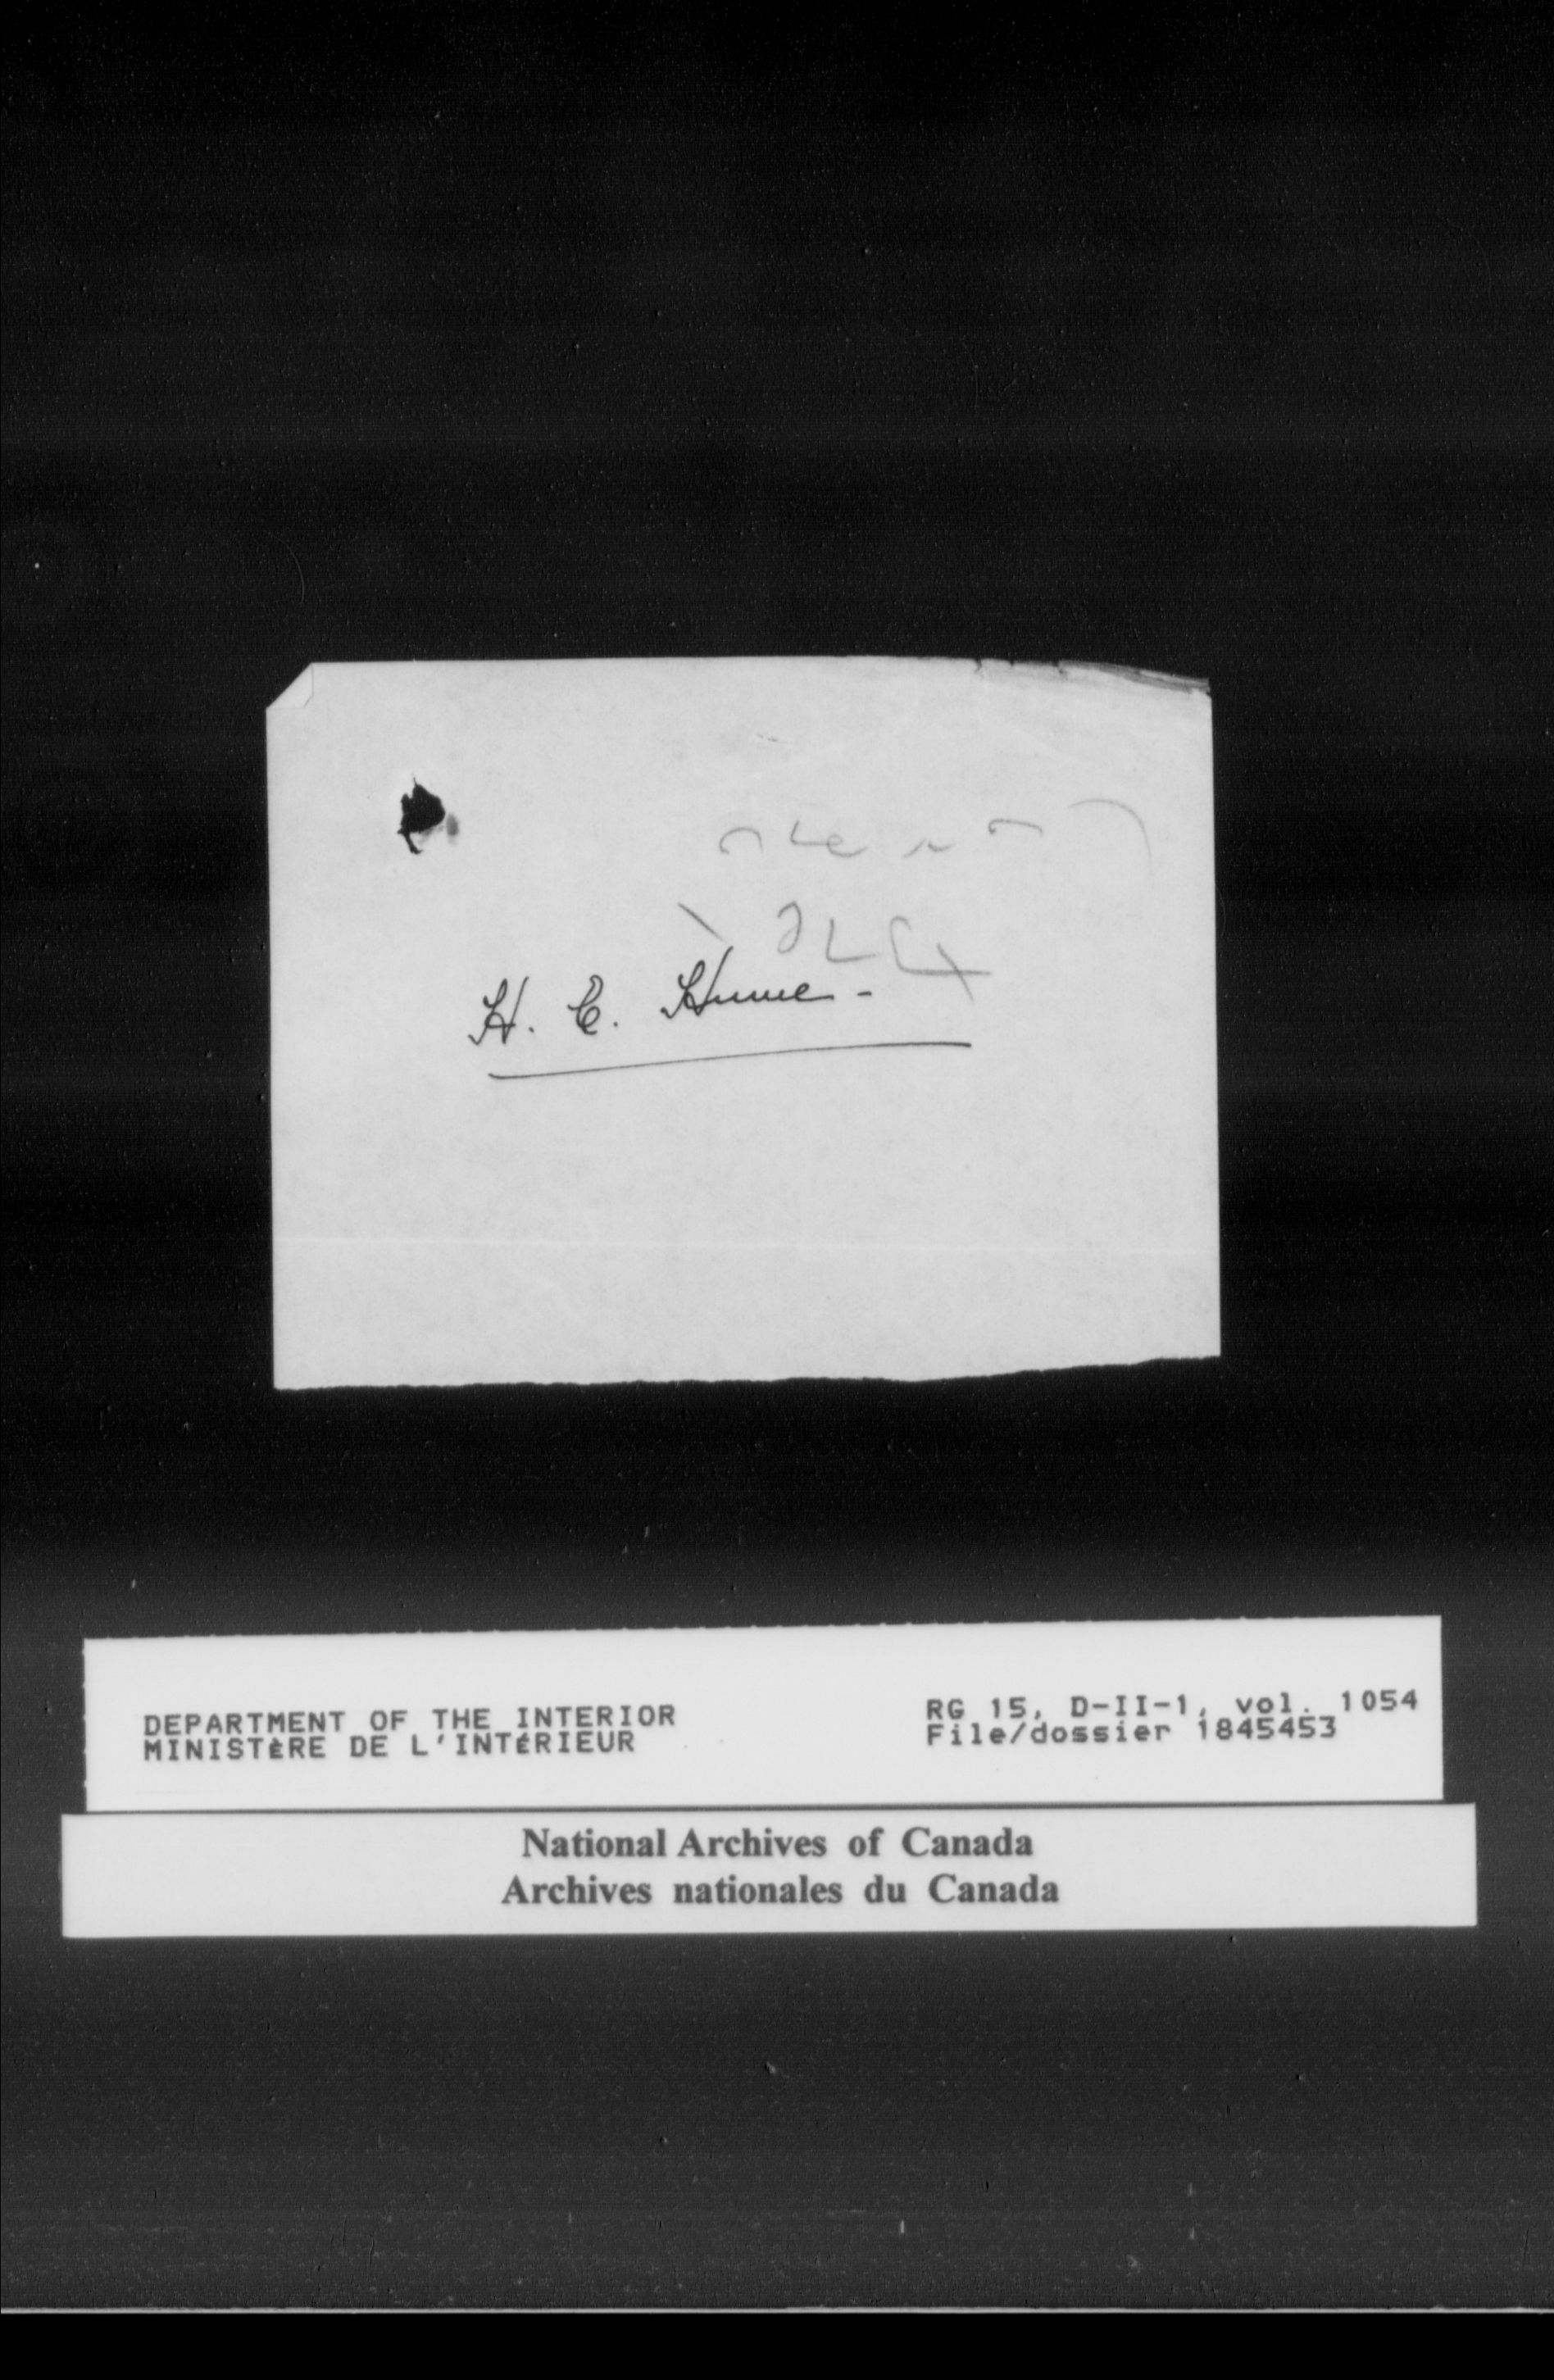 H. C. Hume -
DEPARTMENT OF THE INTERIOR
MINISTÈRE DE L'INTÉRIEUR
RG 15, D-II-1, vol. 1054
File/dossier 1845453
National Archives of Canada
Archives nationales du Canada